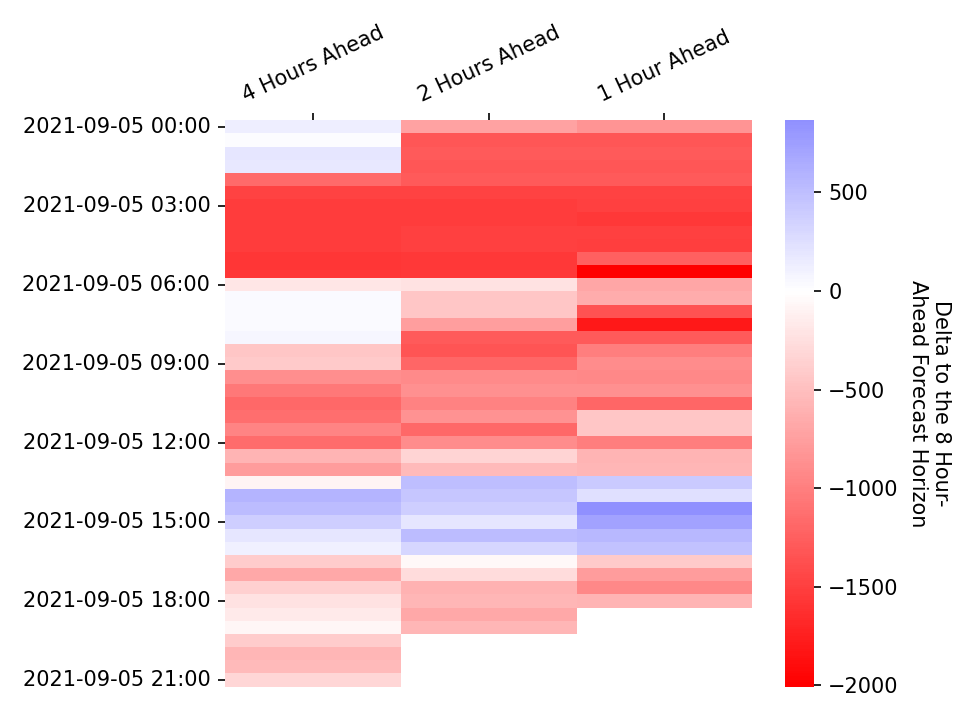 4 Hours Ahead
2 Hours Ahead
1 Hour Ahead
2021-09-05 00:00
2021-09-05 03:00
2021-09-05 06:00
2021-09-05 09:00
2021-09-05 12:00
2021-09-05 15:00
2021-09-05 18:00
2021-09-05 21:00
500
0
−500
−1000
−1500
−2000
Delta to the 8 Hour-
Ahead Forecast Horizon